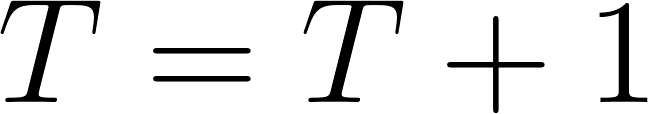 T = T + 1